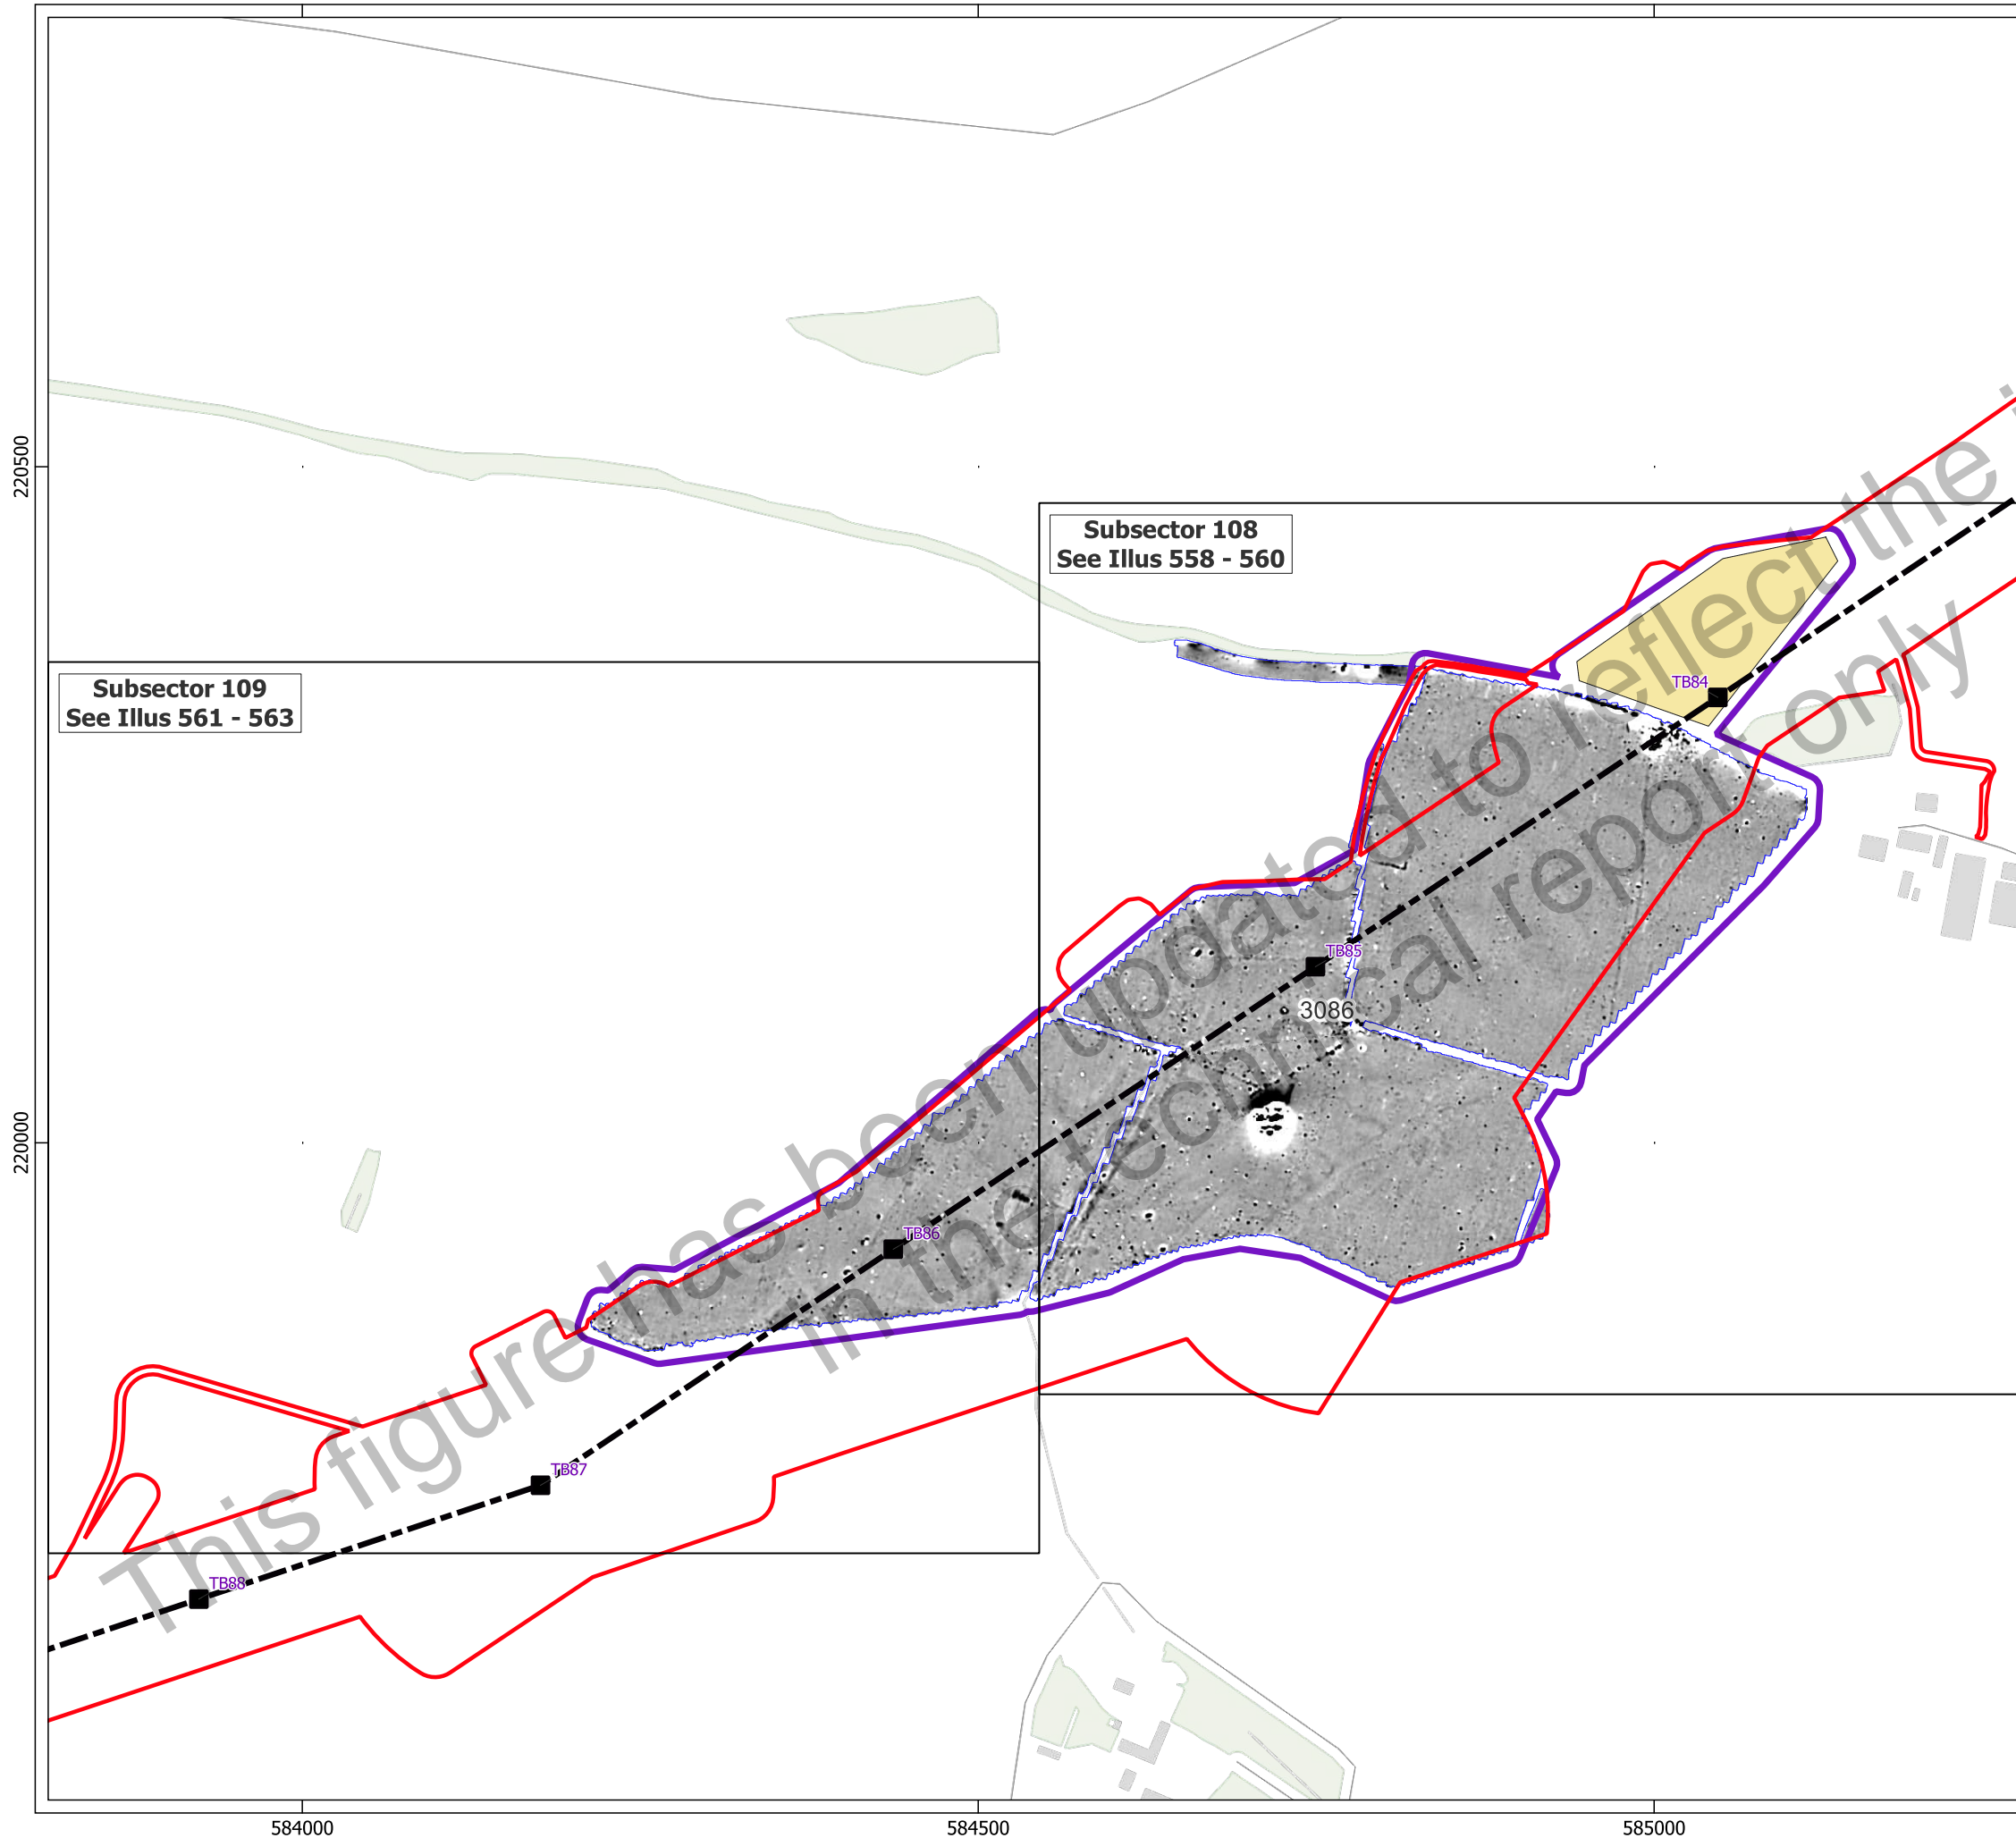 220500
Subsector 108
See Illus 558 - 560
Subsector 109
See Illus 561 - 563
TB84
TB85
3086
220000
TB86
TB87
TB88
This figure has been updated to reflect the
in the technical report only
584000
584500
585000